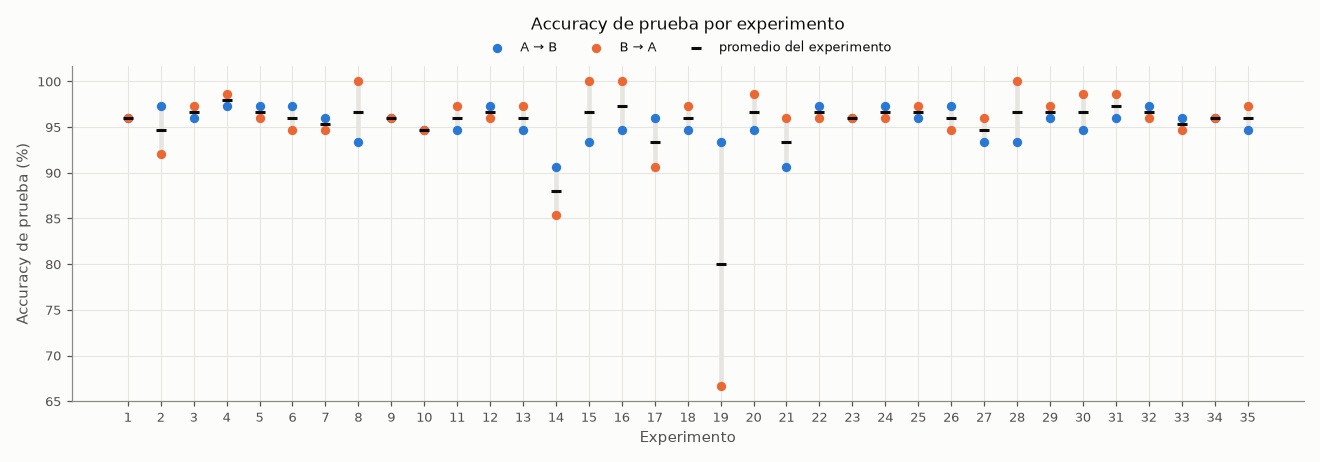 Accuracy de prueba por experimento
A → B B → A promedio del experimento
Accuracy de prueba (%)
100
95
90
85
80
75
70
65
1 2 3 4 5 6 7 8 9 10 11 12 13 14 15 16 17 18 19 20 21 22 23 24 25 26 27 28 29 30 31 32 33 34 35
Experimento